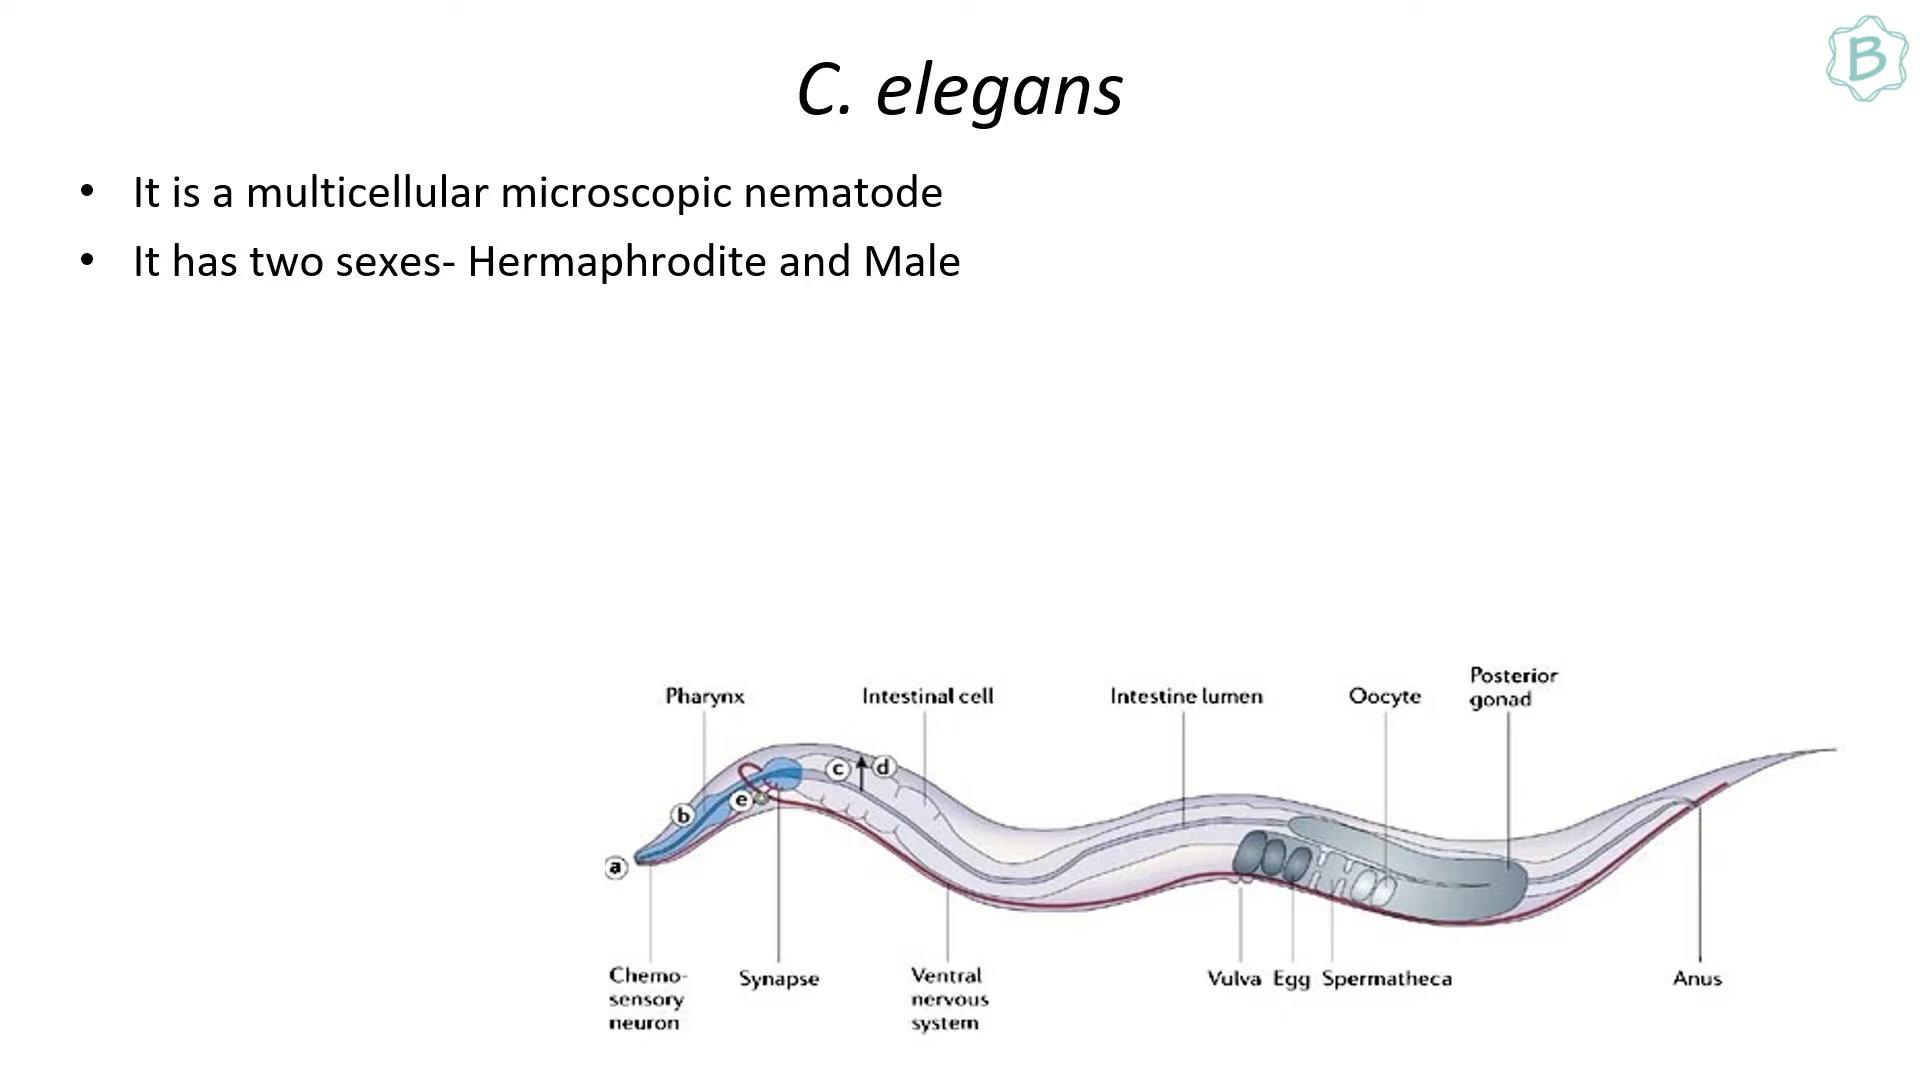 B
C. elegans
• It is a multicellular microscopic nematode
• It has two sexes- Hermaphrodite and Male
Pharynx
Intestinal cell
Intestine lumen
Oocyte
Posterior
gonad
c
d
e
b
a
Chemo-
sensory
neuron
Synapse
Ventral
nervous
system
Vulva
Egg
Spermatheca
Anus